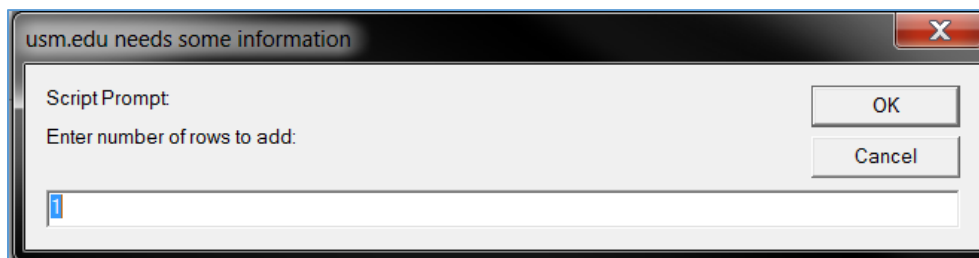 usm.edu needs some information
X
Script Prompt:
OK
Enter number of rows to add:
Cancel
1